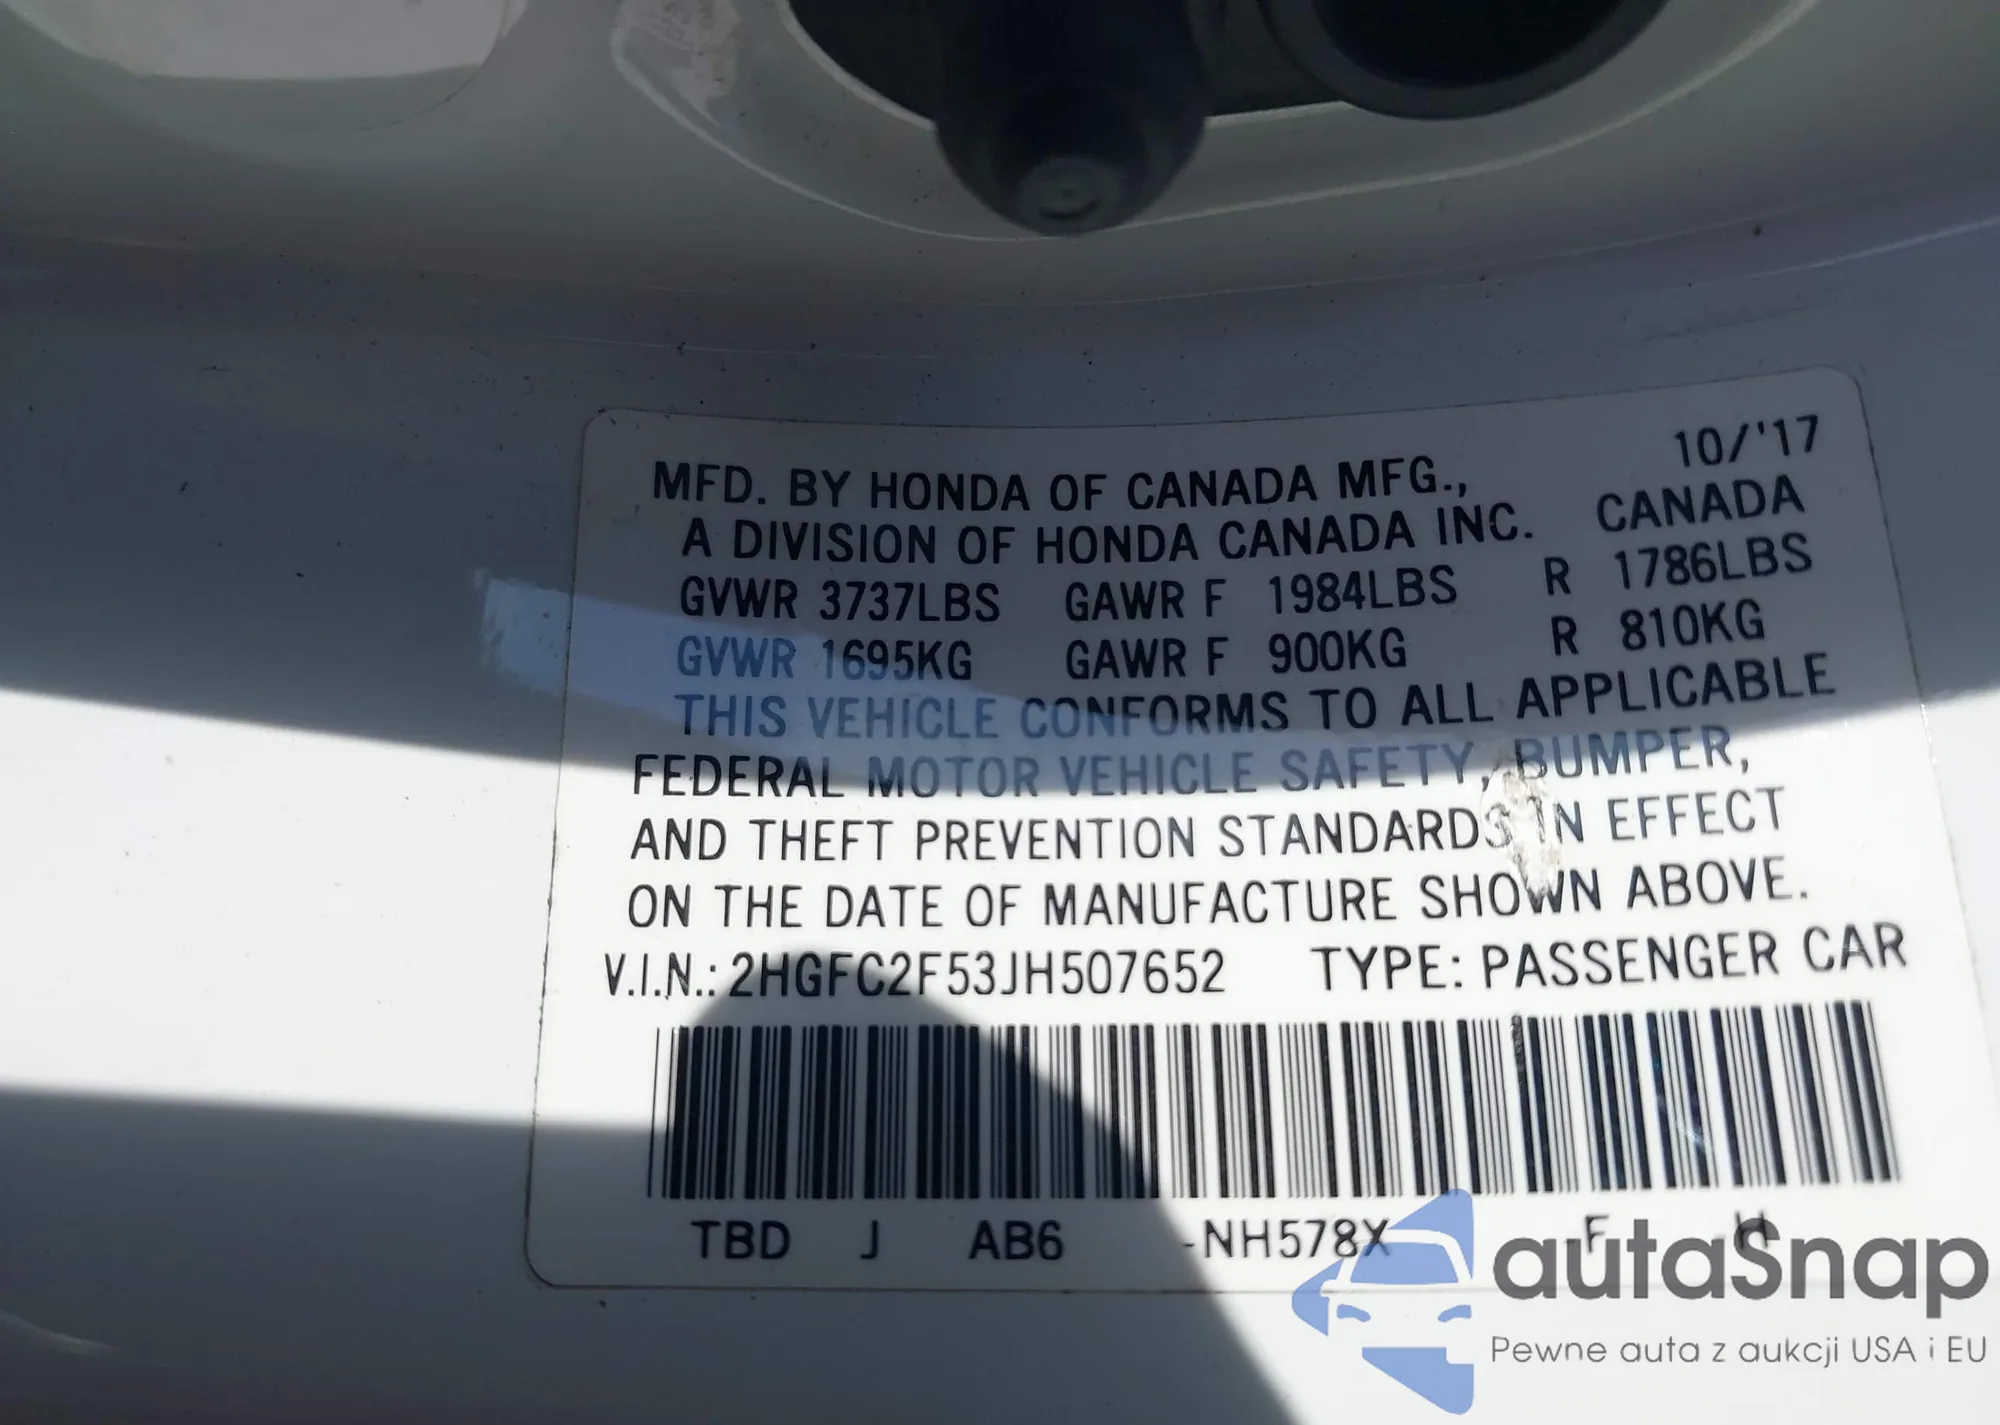 10/'17
MFD. BY HONDA OF CANADA MFG.,
A DIVISION OF HONDA CANADA INC. CANADA
GVWR 3737LBS GAWR F 1984LBS R 1786LBS
GVWR 1695KG GAWR F 900KG R 810KG
THIS VEHICLE CONFORMS TO ALL APPLICABLE
FEDERAL MOTOR VEHICLE SAFETY, BUMPER,
AND THEFT PREVENTION STANDARDS IN EFFECT
ON THE DATE OF MANUFACTURE SHOWN ABOVE.
V.I.N.: 2HGFC2F53JH507652 TYPE: PASSENGER CAR
TBD J AB6 -NH578X -F -H
autaSnap
Pewne auta z aukcji USA i EU